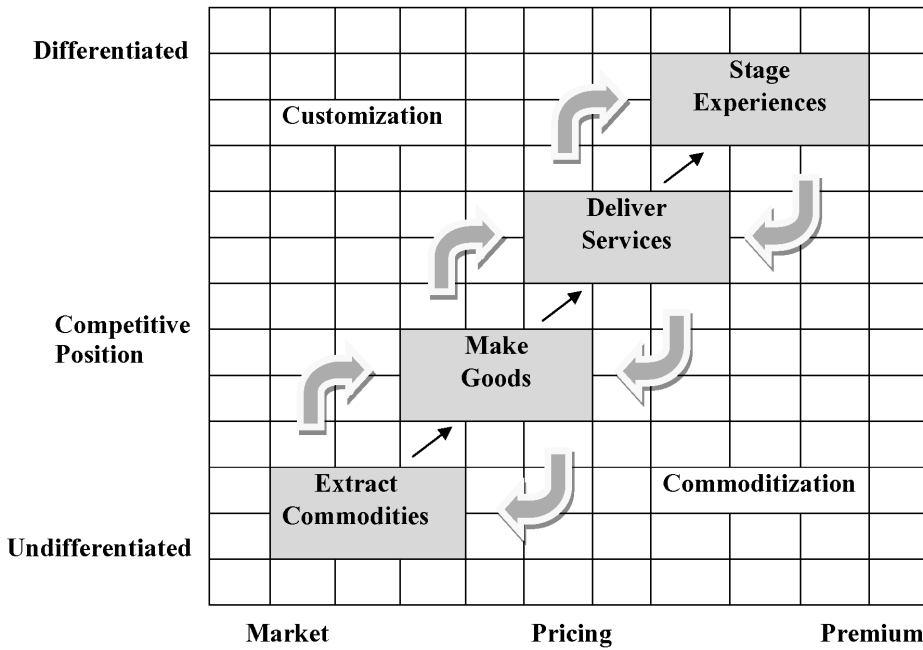 Differentiated
Stage
Experiences
Customization
Deliver
Services
Competitive
Position
Make
Goods
Extract
Commodities
Commoditization
Undifferentiated
Market
Pricing
Premium